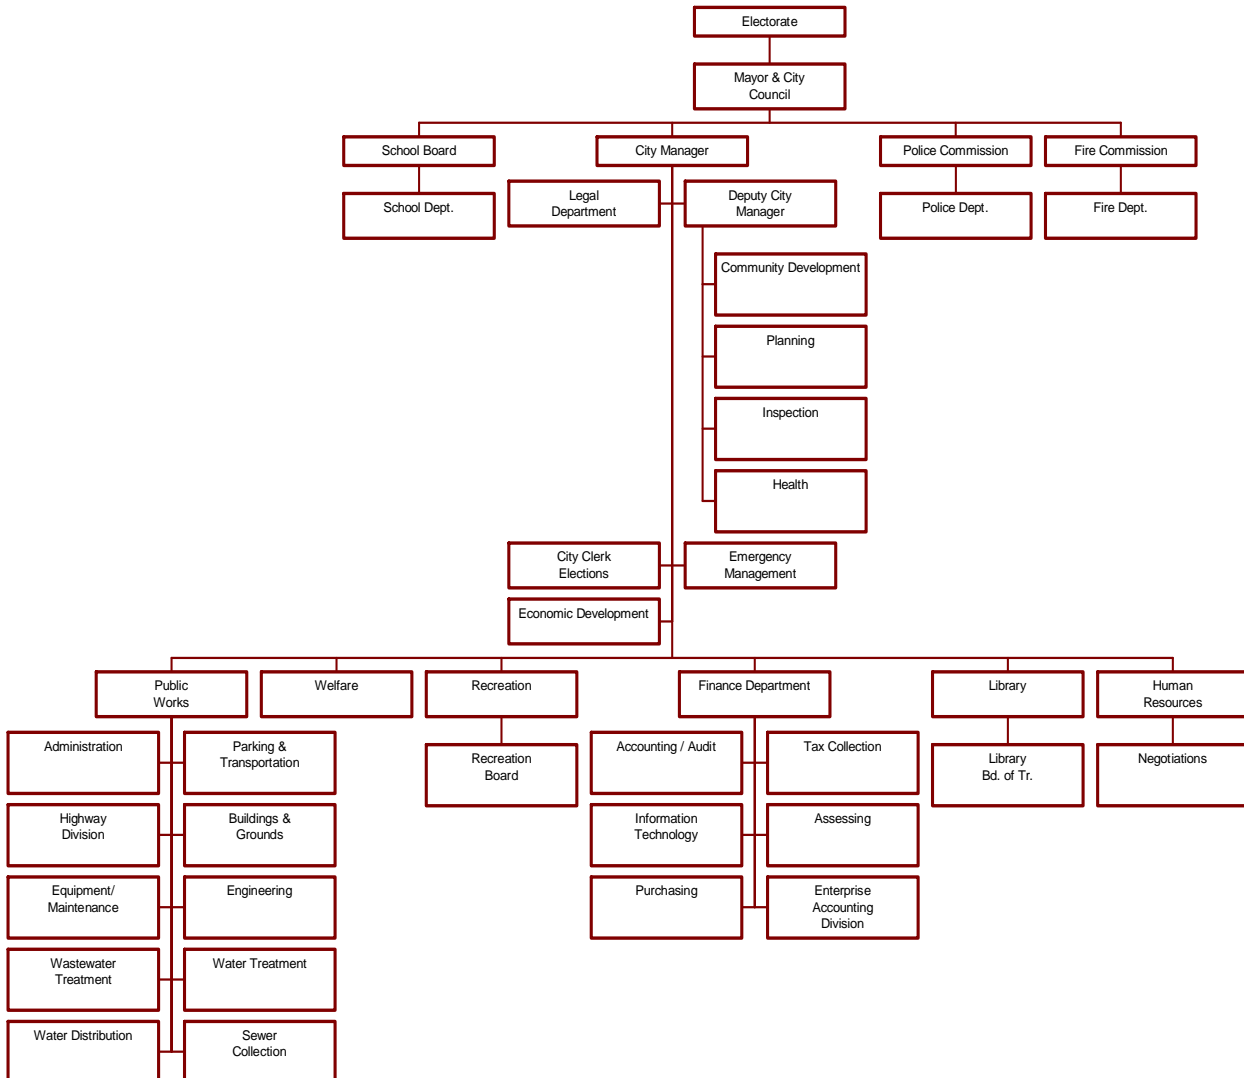 Electorate
Mayor & City
Council
School Board
City Manager
Police Commission
Fire Commission
School Dept.
Legal
Department
Deputy City
Manager
Police Dept.
Fire Dept.
Community Development
Planning
Inspection
Health
City Clerk
Elections
Emergency
Management
Economic Development
Public
Works
Welfare
Recreation
Finance Department
Library
Human
Resources
Administration
Parking &
Transportation
Recreation
Board
Accounting / Audit
Tax Collection
Library
Bd. of Tr.
Negotiations
Highway
Division
Buildings &
Grounds
Information
Technology
Assessing
Equipment/
Maintenance
Engineering
Purchasing
Enterprise
Accounting
Division
Wastewater
Treatment
Water Treatment
Water Distribution
Sewer
Collection